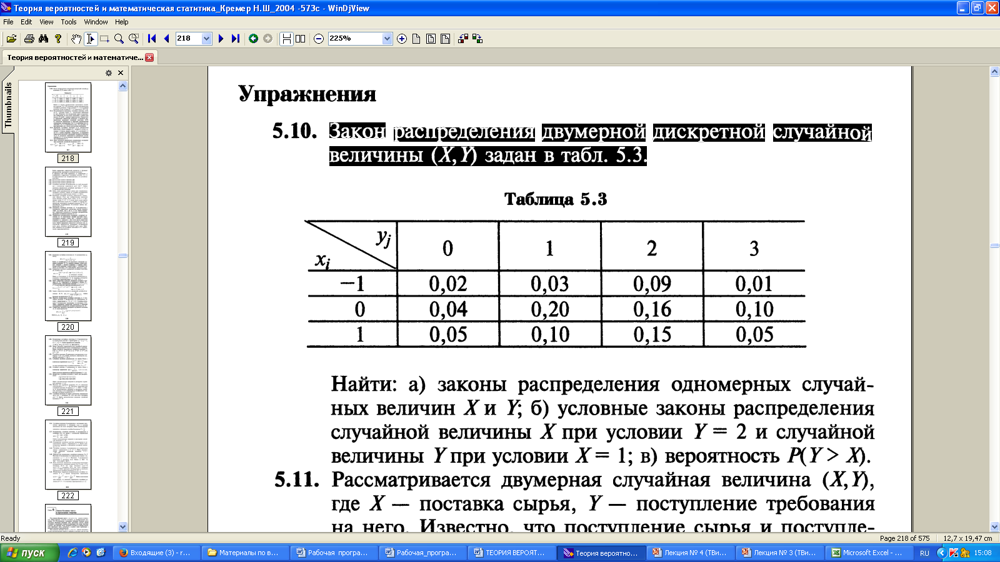 Теория вероятностей и математическая статитика_Кремер Н.Ш_2004 -573с - WinDjView
File Edit View Tools Window Help
218 225%
Теория вероятностей и математиче...
Thumbnails
218
219
220
221
222
Упражнения
5.10. Закон распределения двумерной дискретной случайной
величины (X, Y) задан в табл. 5.3.
Таблица 5.3
xi yj 0 1 2 3
−1 0,02 0,03 0,09 0,01
0 0,04 0,20 0,16 0,10
1 0,05 0,10 0,15 0,05
Найти: а) законы распределения одномерных случай-
ных величин X и Y; б) условные законы распределения
случайной величины X при условии Y = 2 и случайной
величины Y при условии X = 1; в) вероятность P(Y > X).
5.11. Рассматривается двумерная случайная величина (X, Y),
где X — поставка сырья, Y — поступление требования
на него. Известно, что поступление сырья и поступле-
Ready Page 218 of 575 12,7 x 19,47 cm
пуск Входящие (3) - r... Материалы по в... Рабочая програ... Рабочая_програ... ТЕОРИЯ ВЕРОЯТ... Теория вероятно... Лекция № 4 (ТВи... Лекция № 3 (ТВи... Microsoft Excel - ... RU 15:08